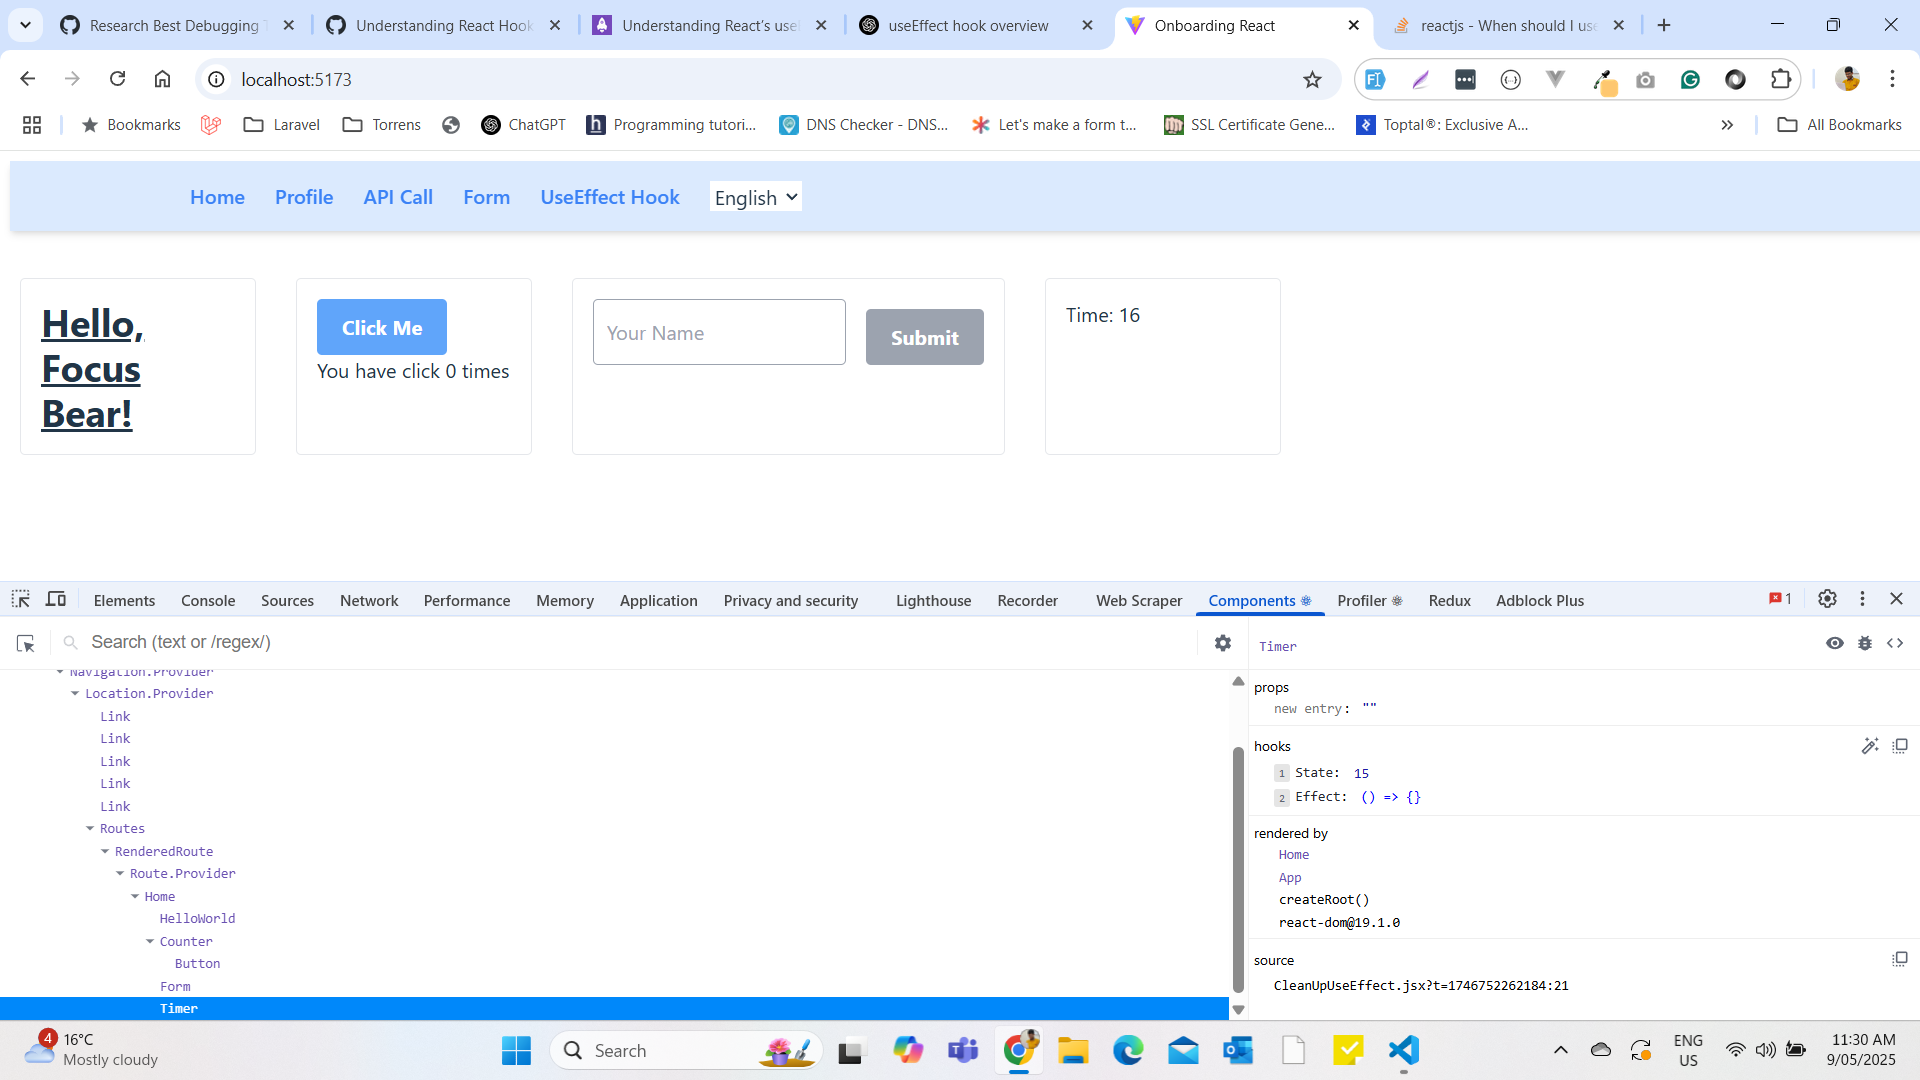 Research Best Debugging T
Understanding React Hook
Understanding React's usel
useEffect hook overview
Onboarding React
reactjs - When should I use
localhost:5173
Bookmarks
Laravel
Torrens
ChatGPT
Programming tutori...
DNS Checker - DNS...
Let's make a form t...
SSL Certificate Gene...
Toptal®: Exclusive A...
All Bookmarks
Home Profile API Call Form UseEffect Hook English
Hello,
Focus
Bear!
Click Me
You have click 0 times
Your Name
Submit
Time: 16
Elements Console Sources Network Performance Memory Application Privacy and security Lighthouse Recorder Web Scraper Components Profiler Redux Adblock Plus 1
Search (text or /regex/)
Navigation.Provider
Location.Provider
Link
Link
Link
Link
Link
Routes
RenderedRoute
Route.Provider
Home
HelloWorld
Counter
Button
Form
Timer
Timer
props
new entry: ""
hooks
1 State: 15
2 Effect: () => {}
rendered by
Home
App
createRoot()
react-dom@19.1.0
source
CleanUpUseEffect.jsx?t=1746752262184:21
4
16°C
Mostly cloudy
Search
ENG
US
11:30 AM
9/05/2025